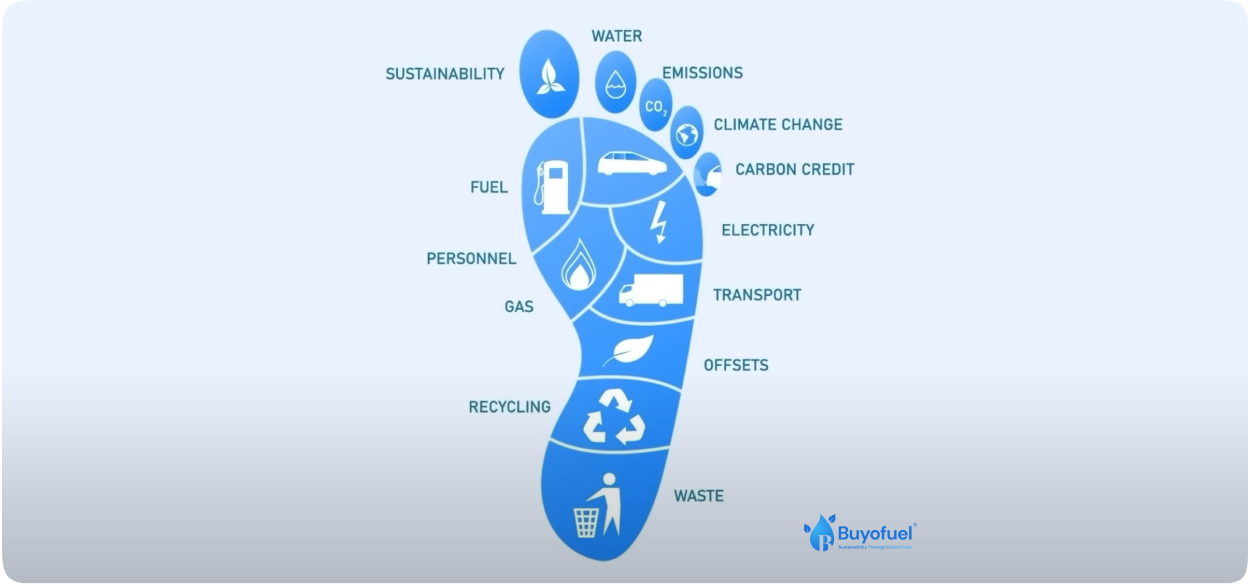 WATER
SUSTAINABILITY
EMISSIONS
CO2
CLIMATE CHANGE
CARBON CREDIT
FUEL
ELECTRICITY
PERSONNEL
TRANSPORT
GAS
OFFSETS
RECYCLING
WASTE
Buyofuel®
Sustainability Through Green Fuels